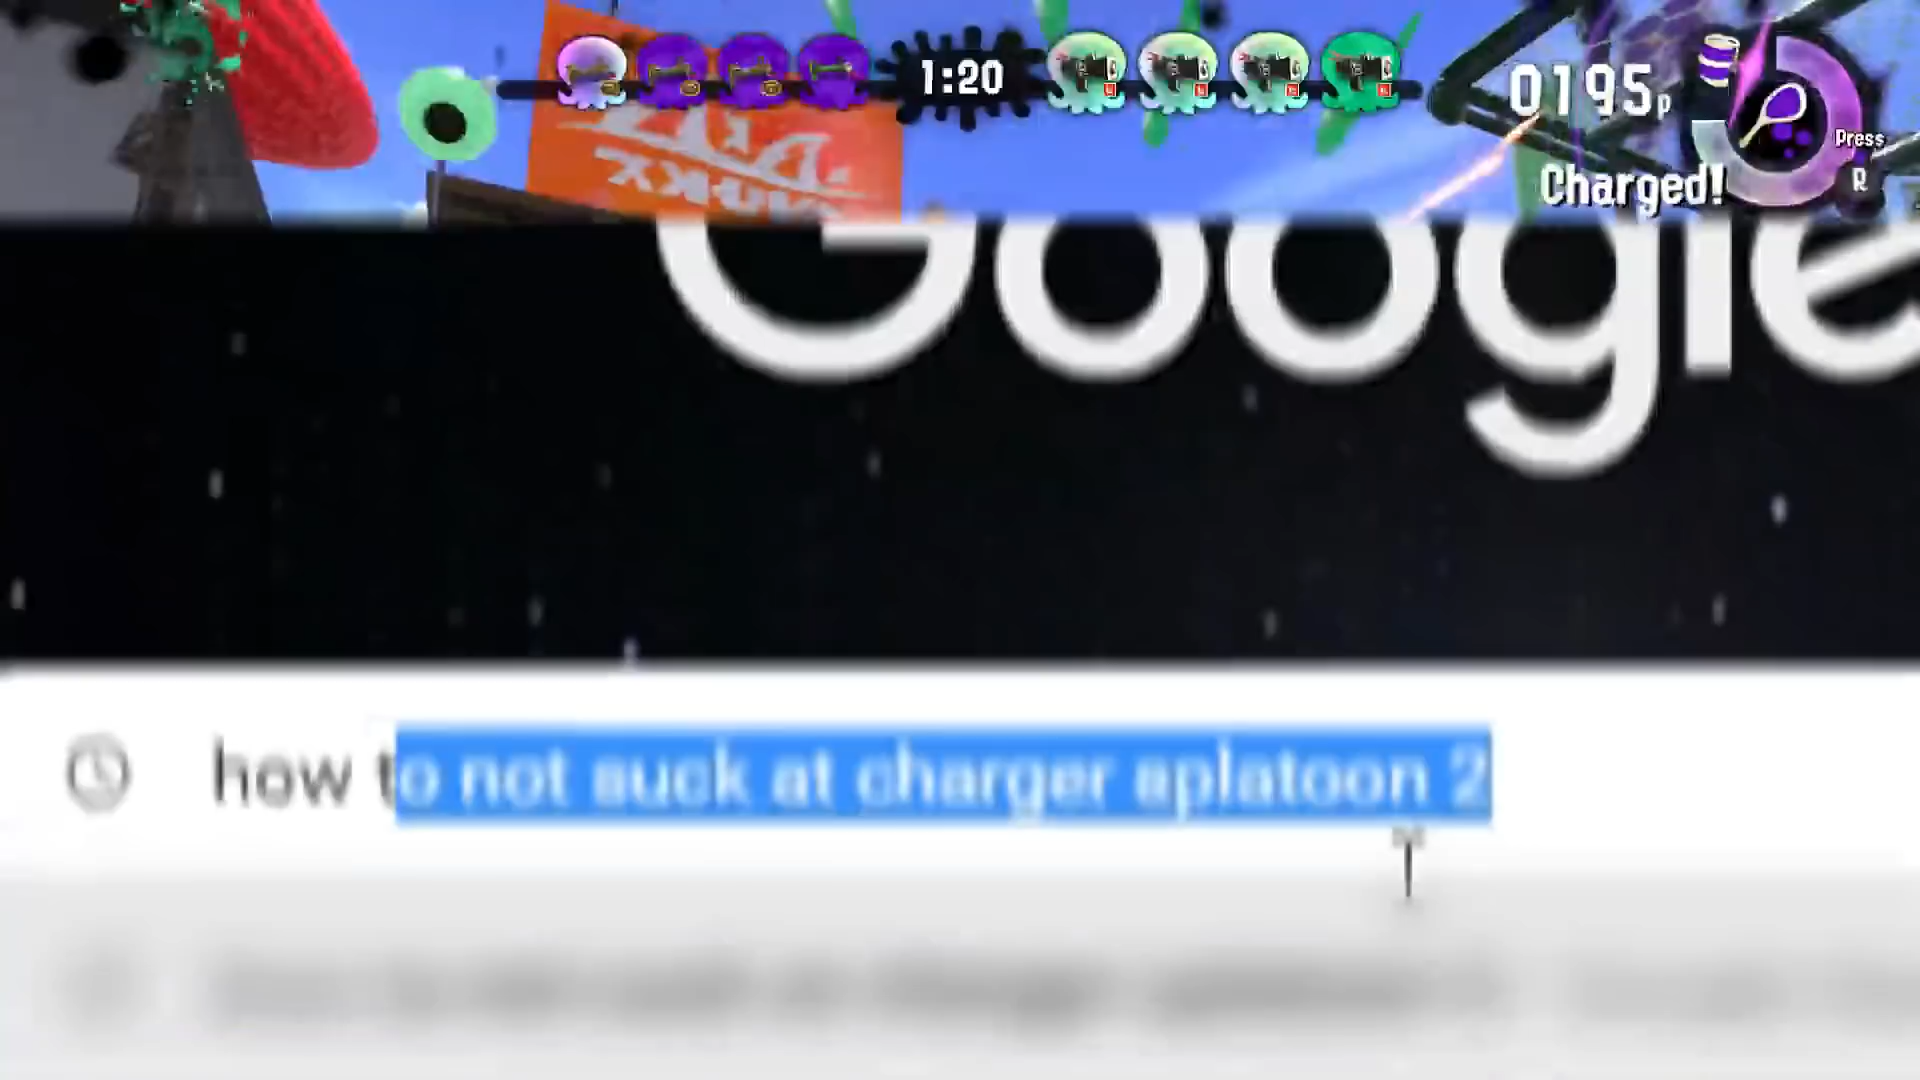 1:20
0195p
Press
R
Charged!
Google
how to not suck at charger splatoon 2